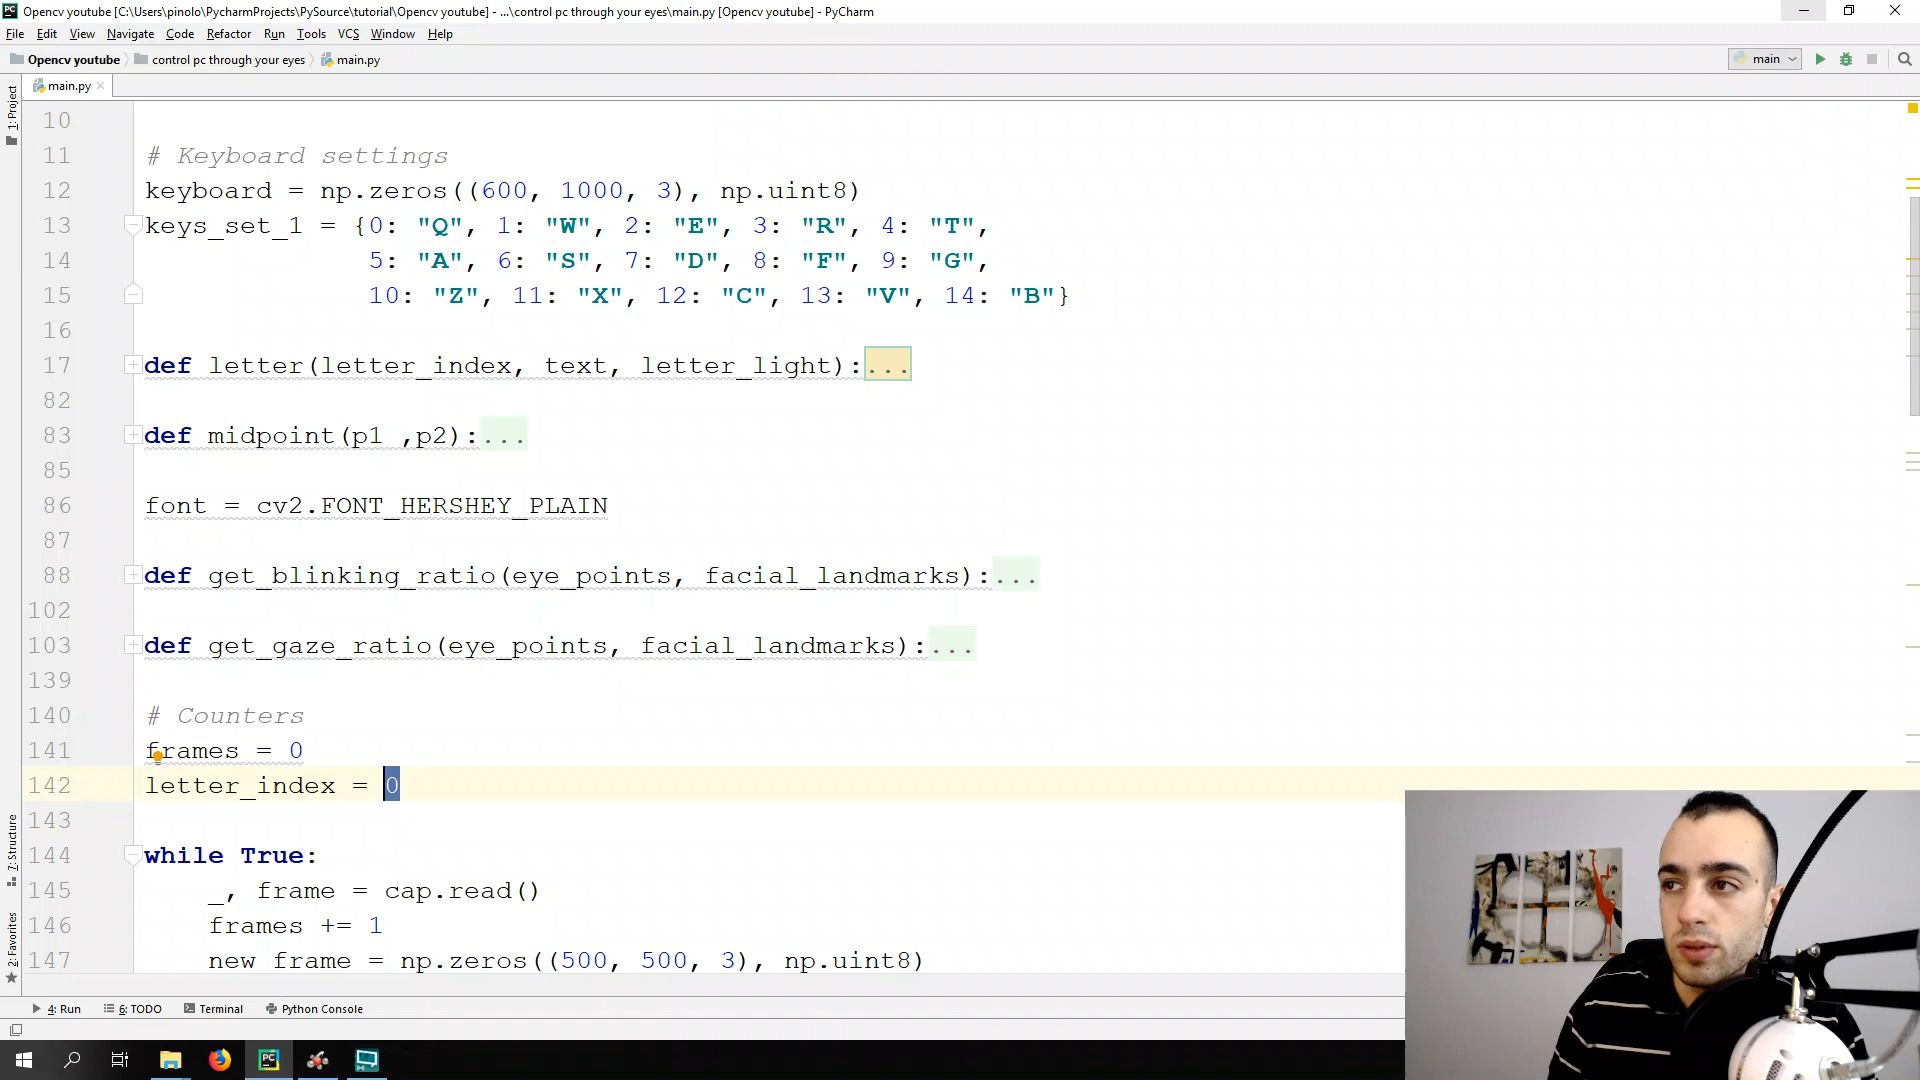 Opencv youtube [C:\Users\pinolo\PycharmProjects\PySource\tutorial\Opencv youtube] - ...\control pc through your eyes\main.py [Opencv youtube] - PyCharm
File Edit View Navigate Code Refactor Run Tools VCS Window Help
Opencv youtube control pc through your eyes main.py main
main.py
1: Project
10
11 # Keyboard settings
12 keyboard = np.zeros((600, 1000, 3), np.uint8)
13 keys_set_1 = {0: "Q", 1: "W", 2: "E", 3: "R", 4: "T",
14 5: "A", 6: "S", 7: "D", 8: "F", 9: "G",
15 10: "Z", 11: "X", 12: "C", 13: "V", 14: "B"}
16
17 def letter(letter_index, text, letter_light):...
82
83 def midpoint(p1 ,p2):...
85
86 font = cv2.FONT_HERSHEY_PLAIN
87
88 def get_blinking_ratio(eye_points, facial_landmarks):...
102
103 def get_gaze_ratio(eye_points, facial_landmarks):...
139
140 # Counters
141 frames = 0
142 letter_index = 0
143
144 while True:
145 _, frame = cap.read()
146 frames += 1
147 new frame = np.zeros((500, 500, 3), np.uint8)
7: Structure
2: Favorites
4: Run 6: TODO Terminal Python Console